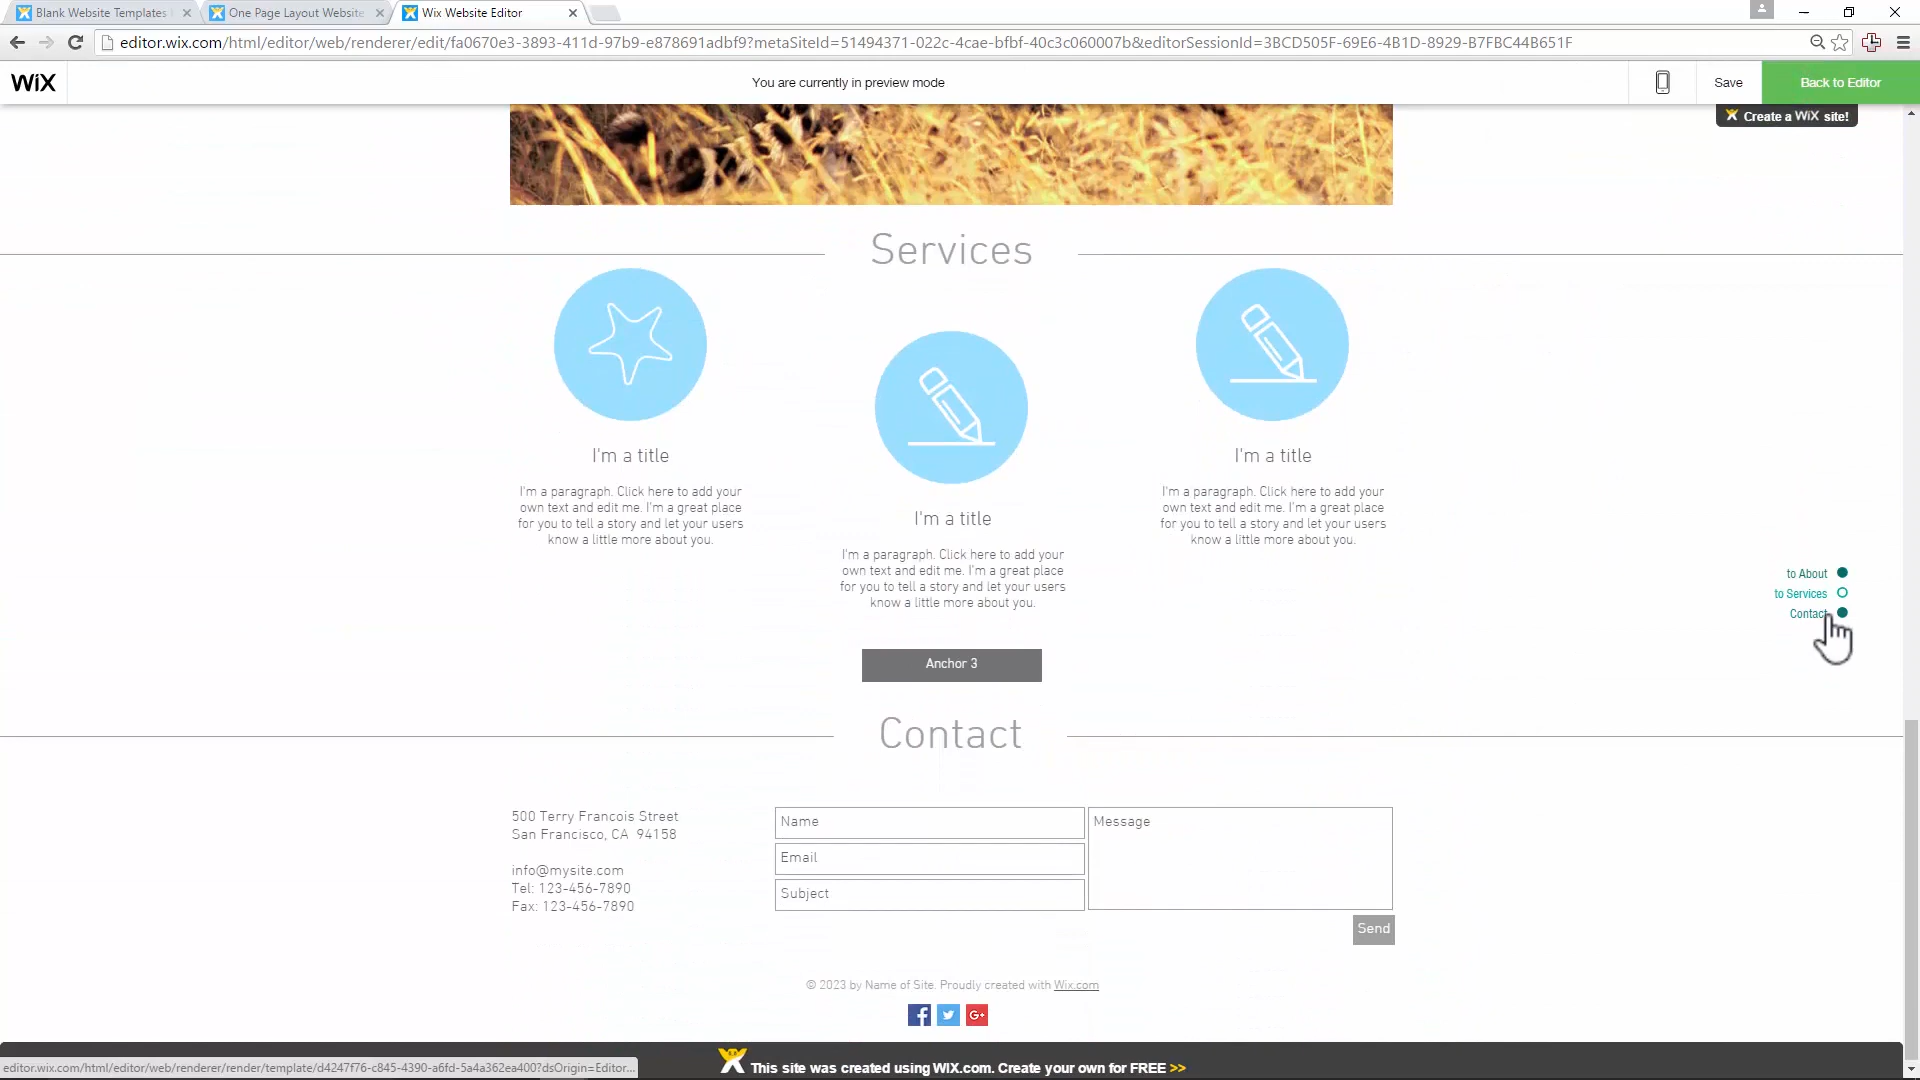 Blank Website Templates
One Page Layout Website
Wix Website Editor
editor.wix.com/html/editor/web/renderer/edit/fa0670e3-3893-411d-97b9-e878691adbf9?metaSiteId=51494371-022c-4cae-bfbf-40c3c060007b&editorSessionId=3BCD505F-69E6-4B1D-8929-B7FBC44B651F
WiX
You are currently in preview mode
Save
Back to Editor
Create a WiX site!
Services
I'm a title
I'm a paragraph. Click here to add your
own text and edit me. I'm a great place
for you to tell a story and let your users
know a little more about you.
I'm a title
I'm a paragraph. Click here to add your
own text and edit me. I'm a great place
for you to tell a story and let your users
know a little more about you.
I'm a title
I'm a paragraph. Click here to add your
own text and edit me. I'm a great place
for you to tell a story and let your users
know a little more about you.
to About
to Services
Contact
Anchor 3
Contact
500 Terry Francois Street
San Francisco, CA 94158
info@mysite.com
Tel: 123-456-7890
Fax: 123-456-7890
Name
Email
Subject
Message
Send
© 2023 by Name of Site. Proudly created with Wix.com
G+
editor.wix.com/html/editor/web/renderer/render/template/d4247f76-c845-4390-a6fd-5a4a362ea400?dsOrigin=Editor...
This site was created using WIX.com. Create your own for FREE >>